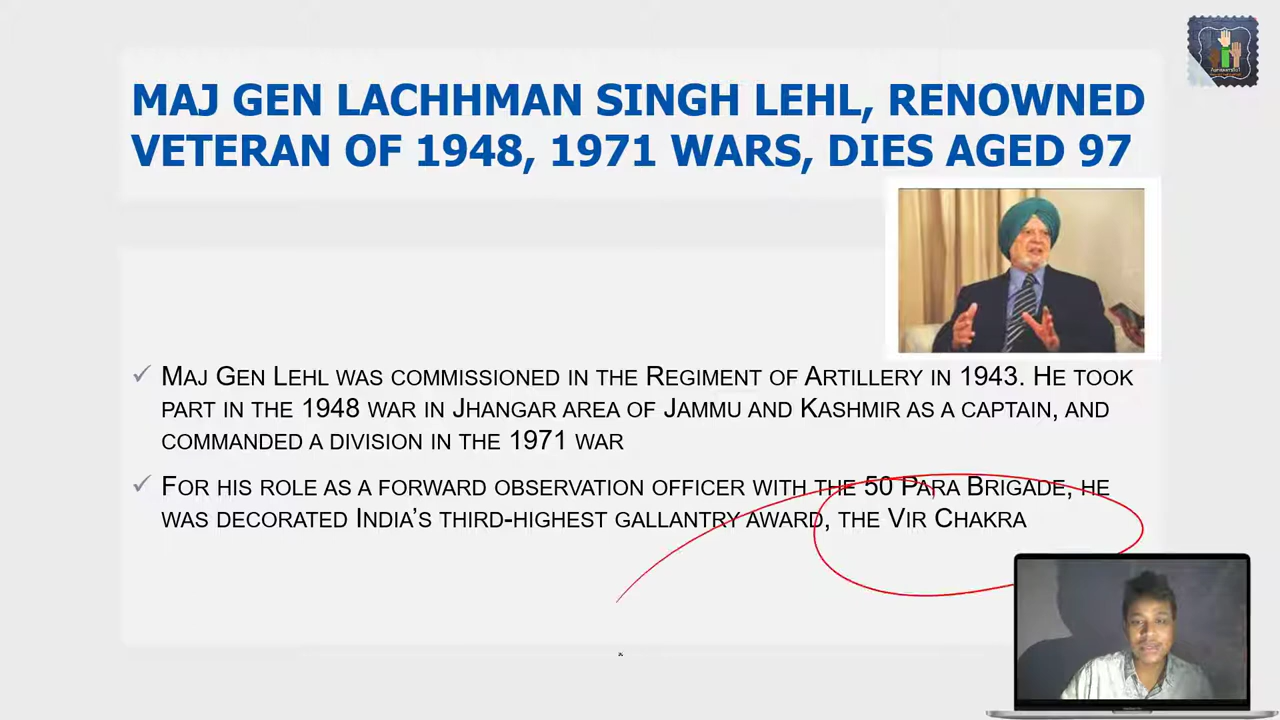 MAJ GEN LACHHMAN SINGH LEHL, RENOWNED
VETERAN OF 1948, 1971 WARS, DIES AGED 97
MAJ GEN LEHL WAS COMMISSIONED IN THE REGIMENT OF ARTILLERY IN 1943. HE TOOK
PART IN THE 1948 WAR IN JHANGAR AREA OF JAMMU AND KASHMIR AS A CAPTAIN, AND
COMMANDED A DIVISION IN THE 1971 WAR
FOR HIS ROLE AS A FORWARD OBSERVATION OFFICER WITH THE 50 PARA BRIGADE, HE
WAS DECORATED INDIA'S THIRD-HIGHEST GALLANTRY AWARD, THE VIR CHAKRA